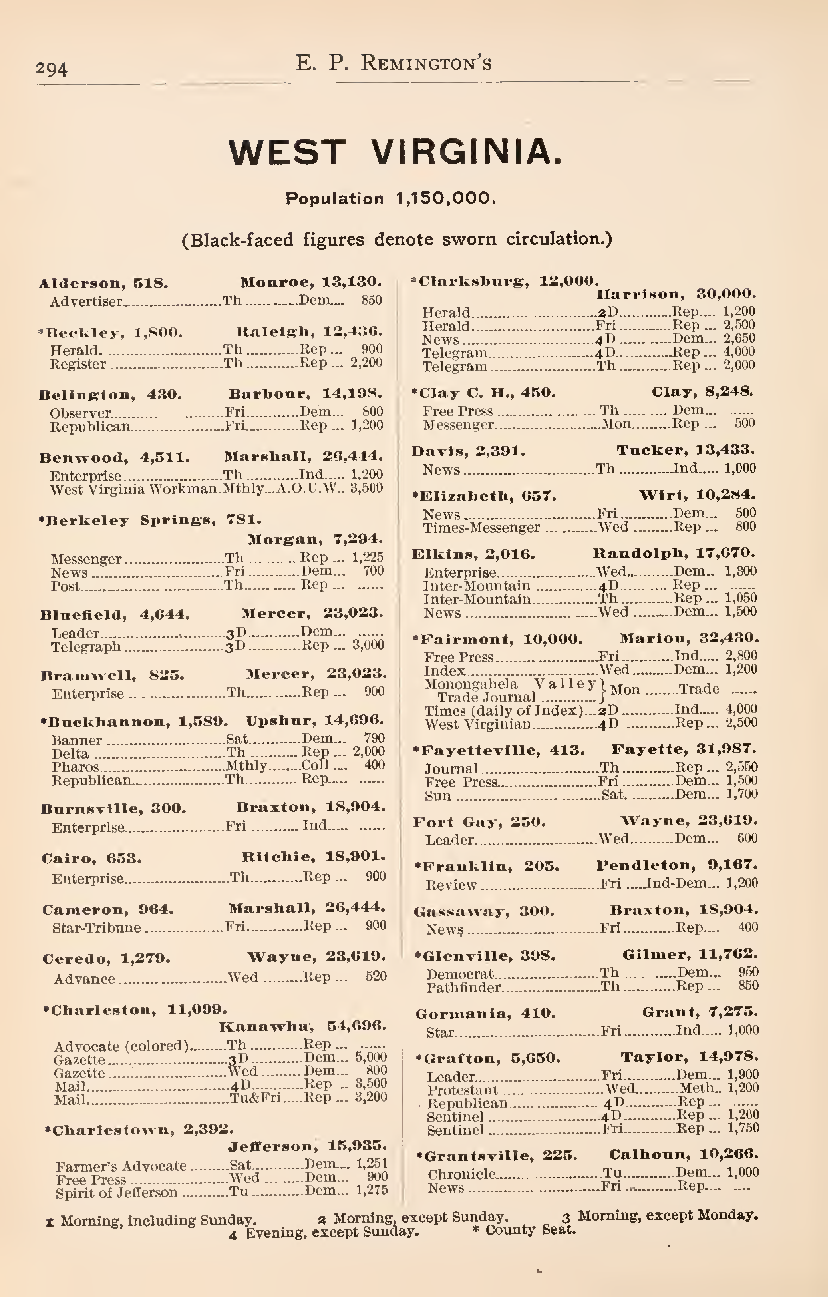 294
E. P. REMINGTON'S
WEST VIRGINIA.
Population 1,150,000.
(Black-faced figures denote sworn circulation.)
Alderson, 518. Monroe, 13,130.
Advertiser Th Dem 850
*Beckley, 1,800. Raleigh, 12,436.
Herald Th Rep 900
Register Th Rep 2,200
Belington, 430. Barbour, 14,198.
Observer Fri Dem 800
Republican Fri Rep 1,200
Benwood, 4,511. Marshall, 26,444.
Enterprise Th Ind 1,200
West Virginia Workman Mthly A.O.U.W. 3,500
*Berkeley Springs, 781.
Morgan, 7,294.
Messenger Th Rep 1,225
News Fri Dem 700
Post Th Rep
Bluefield, 4,644. Mercer, 23,023.
Leader 3D Dem
Telegraph 3D Rep 3,000
Bramwell, 825. Mercer, 23,023.
Enterprise Th Rep 900
*Buckhannon, 1,589. Upshur, 14,696.
Banner Sat Dem 790
Delta Th Rep 2,000
Pharos Mthly Coll 400
Republican Th Rep
Burnsville, 300. Braxton, 18,904.
Enterprise Fri Ind
Cairo, 653. Ritchie, 18,901.
Enterprise Th Rep 900
Cameron, 964. Marshall, 26,444.
Star-Tribune Fri Rep 900
Ceredo, 1,279. Wayne, 23,619.
Advance Wed Rep 520
*Charleston, 11,099.
Kanawha, 54,696.
Advocate (colored) Th Rep
Gazette 3D Dem 5,000
Gazette Wed Dem 800
Mail 4D Rep 3,500
Mail Tu&Fri Rep 3,200
*Charlestown, 2,392.
Jefferson, 15,935.
Farmer's Advocate Sat Dem 1,251
Free Press Wed Dem 900
Spirit of Jefferson Tu Dem 1,275
*Clarksburg, 12,000.
Harrison, 30,000.
Herald 2D Rep 1,200
Herald Fri Rep 2,500
News 4D Dem 2,650
Telegram 4D Rep 4,000
Telegram Th Rep 2,000
*Clay C. H., 450. Clay, 8,248.
Free Press Th Dem
Messenger Mon Rep 500
Davis, 2,391. Tucker, 13,433.
News Th Ind 1,000
*Elizabeth, 657. Wirt, 10,284.
News Fri Dem 500
Times-Messenger Wed Rep 800
Elkins, 2,016. Randolph, 17,670.
Enterprise Wed Dem 1,300
Inter-Mountain 4D Rep
Inter-Mountain Th Rep 1,050
News Wed Dem 1,500
*Fairmont, 10,000. Marion, 32,430.
Free Press Fri Ind 2,800
Index Wed Dem 1,200
Monongahela Valley
Trade Journal } Mon Trade
Times (daily of Index) 2D Ind 4,000
West Virginian 4D Rep 2,500
*Fayetteville, 413. Fayette, 31,987.
Journal Th Rep 2,550
Free Press Fri Dem 1,500
Sun Sat. Dem 1,700
Fort Gay, 250. Wayne, 23,619.
Leader Wed Dem 600
*Franklin, 205. Pendleton, 9,167.
Review Fri Ind-Dem 1,200
Gassaway, 300. Braxton, 18,904.
News Fri Rep 400
*Glenville, 398. Gilmer, 11,762.
Democrat Th Dem 950
Pathfinder Th Rep 850
Gormania, 410. Grant, 7,275.
Star Fri Ind 1,000
*Grafton, 5,650. Taylor, 14,978.
Leader Fri Dem 1,900
Protestant Wed Meth 1,200
Republican 4D Rep
Sentinel 4D Rep 1,200
Sentinel Fri Rep 1,750
*Grantsville, 225. Calhoun, 10,266.
Chronicle Tu Dem 1,000
News Fri Rep
1 Morning, including Sunday. 2 Morning, except Sunday. 3 Morning, except Monday.
4 Evening, except Sunday. * County Seat.